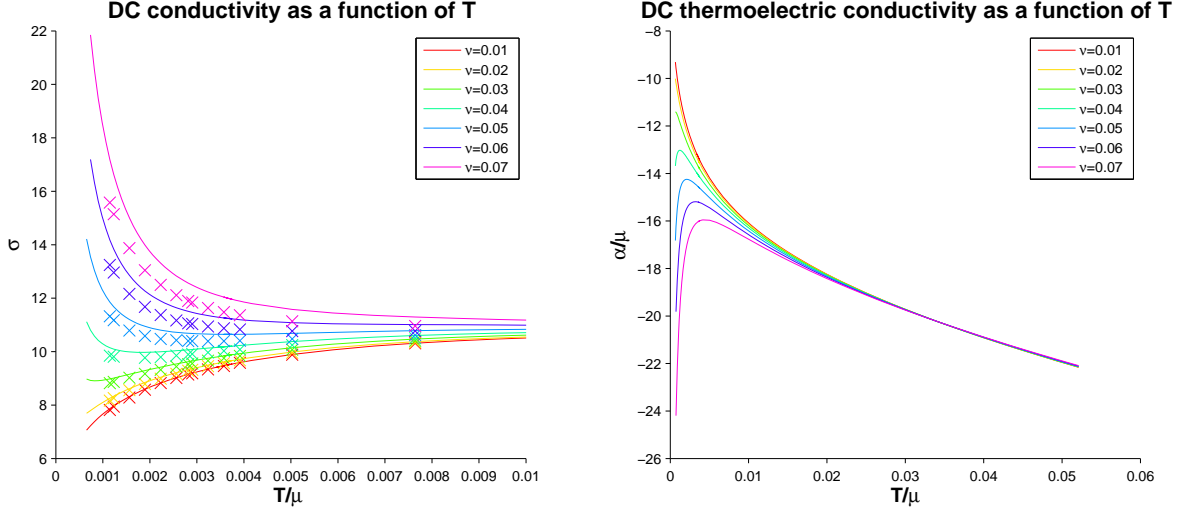 DC conductivity as a function of T
22
20
18
16
14
12
10
8
6
σ
0
0.001
0.002
0.003
0.004
0.005
0.006
0.007
0.008
0.009
0.01
T/μ
ν=0.01
ν=0.02
ν=0.03
ν=0.04
ν=0.05
ν=0.06
ν=0.07
DC thermoelectric conductivity as a function of T
−8
−10
−12
−14
−16
−18
−20
−22
−24
−26
α/μ
0
0.01
0.02
0.03
0.04
0.05
0.06
T/μ
ν=0.01
ν=0.02
ν=0.03
ν=0.04
ν=0.05
ν=0.06
ν=0.07